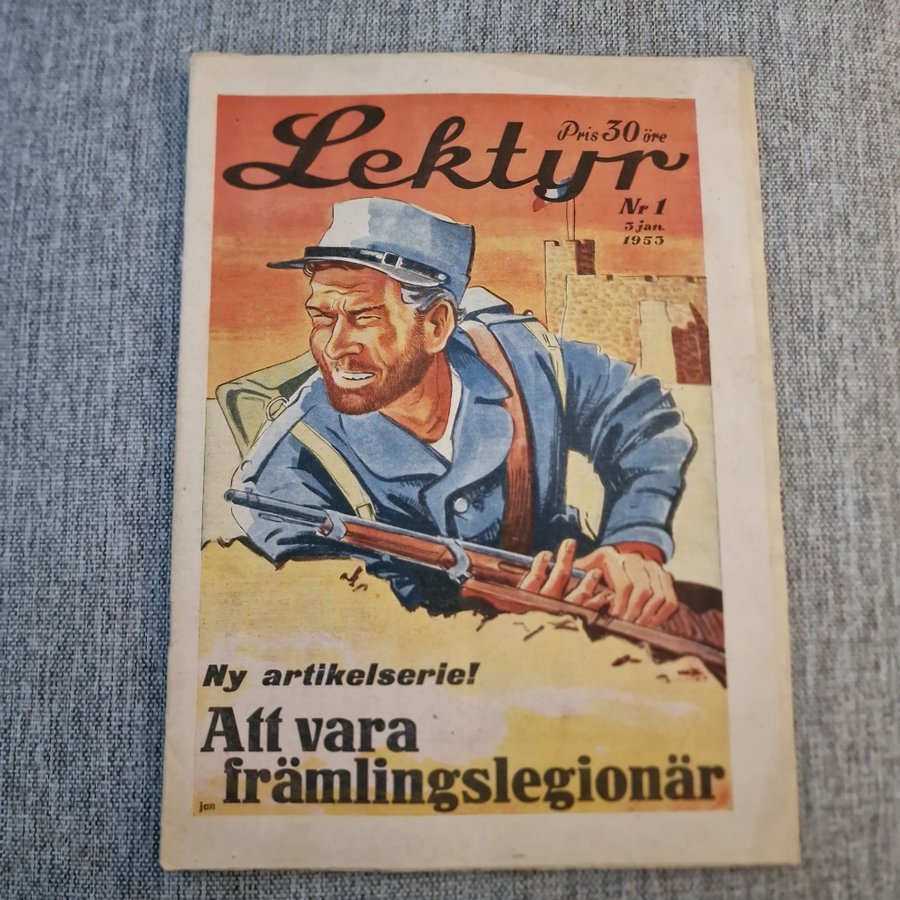 Lektyr
Pris 30 öre
Nr 1
3 jan.
1953
Ny artikelserie!
Att vara
främlingslegionär
jan